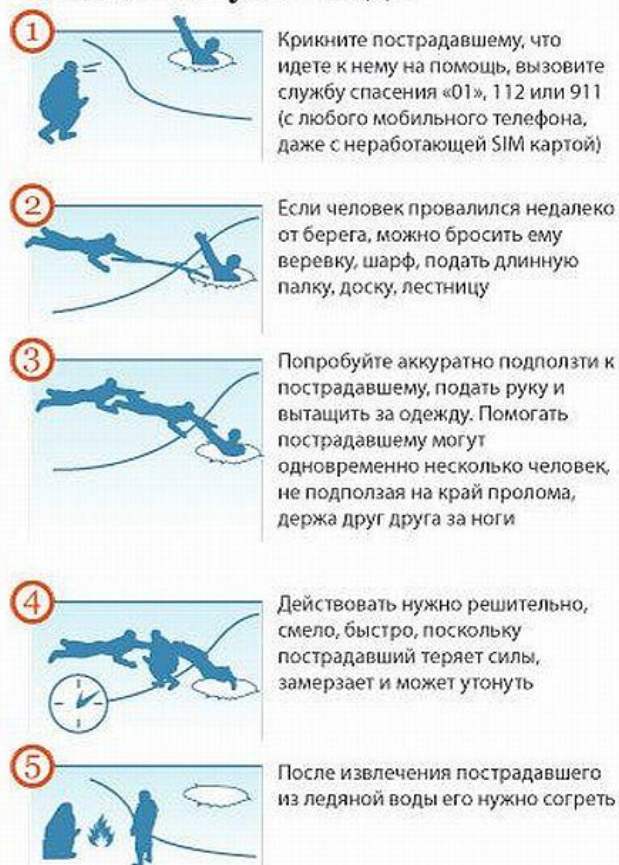 1
Крикните пострадавшему, что
идете к нему на помощь, вызовите
службу спасения «01», 112 или 911
(с любого мобильного телефона,
даже с неработающей SIM картой)
2
Если человек провалился недалеко
от берега, можно бросить ему
веревку, шарф, подать длинную
палку, доску, лестницу
3
Попробуйте аккуратно подползти к
пострадавшему, подать руку и
вытащить за одежду. Помогать
пострадавшему могут
одновременно несколько человек,
не подползая на край пролома,
держа друг друга за ноги
4
Действовать нужно решительно,
смело, быстро, поскольку
пострадавший теряет силы,
замерзает и может утонуть
5
После извлечения пострадавшего
из ледяной воды его нужно согреть